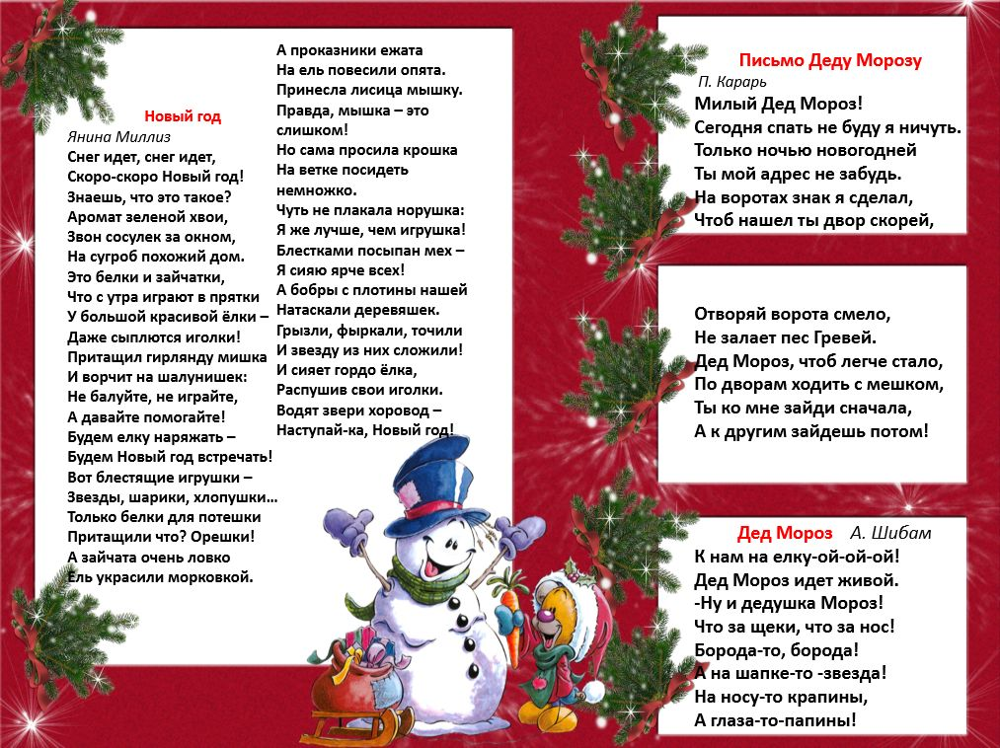 Новый год
Янина Миллиз
Снег идет, снег идет,
Скоро-скоро Новый год!
Знаешь, что это такое?
Аромат зеленой хвои,
Звон сосулек за окном,
На сугроб похожий дом.
Это белки и зайчатки,
Что с утра играют в прятки
У большой красивой ёлки –
Даже сыплются иголки!
Притащил гирлянду мишка
И ворчит на шалунишек:
Не балуйте, не играйте,
А давайте помогайте!
Будем елку наряжать –
Будем Новый год встречать!
Вот блестящие игрушки –
Звезды, шарики, хлопушки…
Только белки для потешки
Притащили что? Орешки!
А зайчата очень ловко
Ель украсили морковкой.
А проказники ежата
На ель повесили опята.
Принесла лисица мышку.
Правда, мышка – это
слишком!
Но сама просила крошка
На ветке посидеть
немножко.
Чуть не плакала норушка:
Я же лучше, чем игрушка!
Блестками посыпан мех –
Я сияю ярче всех!
А бобры с плотины нашей
Натаскали деревяшек.
Грызли, фыркали, точили
И звезду из них сложили!
И сияет гордо ёлка,
Распушив свои иголки.
Водят звери хоровод –
Наступай-ка, Новый год!
Письмо Деду Морозу
П. Карарь
Милый Дед Мороз!
Сегодня спать не буду я ничуть.
Только ночью новогодней
Ты мой адрес не забудь.
На воротах знак я сделал,
Чтоб нашел ты двор скорей,
Отворяй ворота смело,
Не залает пес Гревей.
Дед Мороз, чтоб легче стало,
По дворам ходить с мешком,
Ты ко мне зайди сначала,
А к другим зайдешь потом!
Дед Мороз А. Шибам
К нам на елку-ой-ой-ой!
Дед Мороз идет живой.
-Ну и дедушка Мороз!
Что за щеки, что за нос!
Борода-то, борода!
А на шапке-то -звезда!
На носу-то крапины,
А глаза-то-папины!